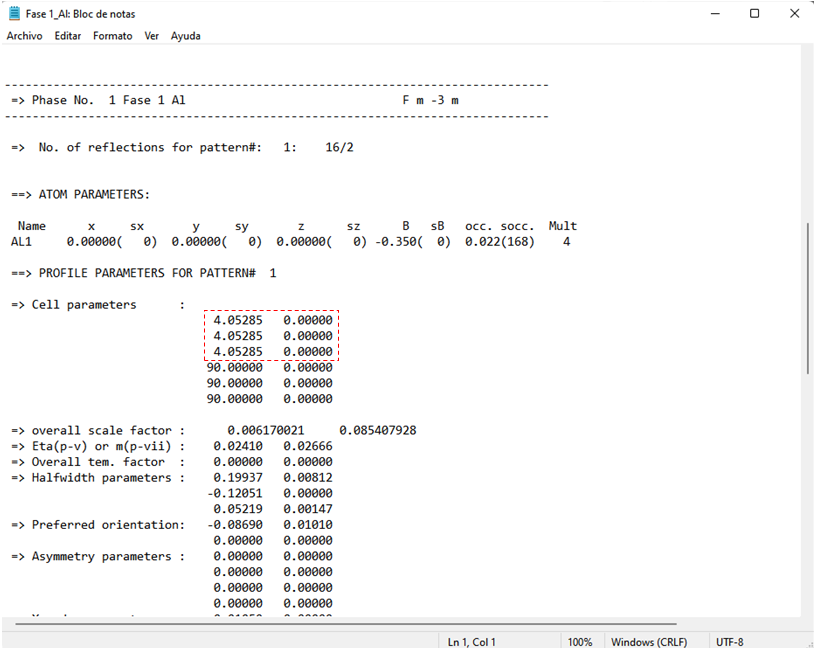 Fase 1_Al: Bloc de notas
Archivo Editar Formato Ver Ayuda
------------------------------------------------------------------------------
=> Phase No. 1 Fase 1 Al F m -3 m
------------------------------------------------------------------------------
=> No. of reflections for pattern#: 1: 16/2
==> ATOM PARAMETERS:
Name x sx y sy z sz B sB occ. socc. Mult
AL1 0.00000( 0) 0.00000( 0) 0.00000( 0) -0.350( 0) 0.022(168) 4
==> PROFILE PARAMETERS FOR PATTERN# 1
=> Cell parameters :
4.05285 0.00000
4.05285 0.00000
4.05285 0.00000
90.00000 0.00000
90.00000 0.00000
90.00000 0.00000
=> overall scale factor : 0.006170021 0.085407928
=> Eta(p-v) or m(p-vii) : 0.02410 0.02666
=> Overall tem. factor : 0.00000 0.00000
=> Halfwidth parameters : 0.19937 0.00812
-0.12051 0.00000
0.05219 0.00147
=> Preferred orientation: -0.08690 0.01010
0.00000 0.00000
=> Asymmetry parameters : 0.00000 0.00000
0.00000 0.00000
0.00000 0.00000
0.00000 0.00000
Ln 1, Col 1 100% Windows (CRLF) UTF-8